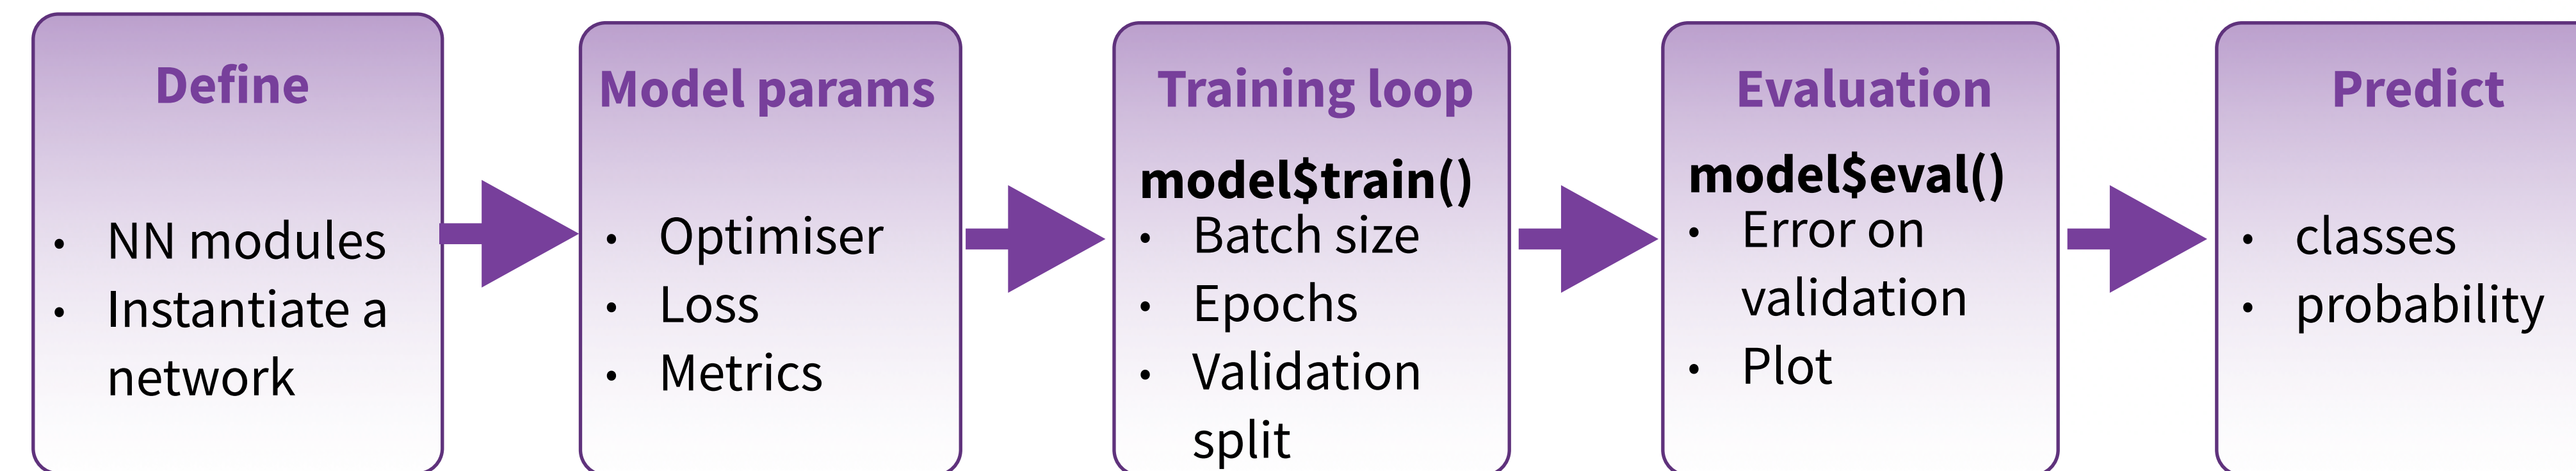 Define
• NN modules
• Instantiate a
network
Model params
• Optimiser
• Loss
• Metrics
Training loop
model$train()
• Batch size
• Epochs
• Validation
split
Evaluation
model$eval()
• Error on
validation
• Plot
Predict
• classes
• probability